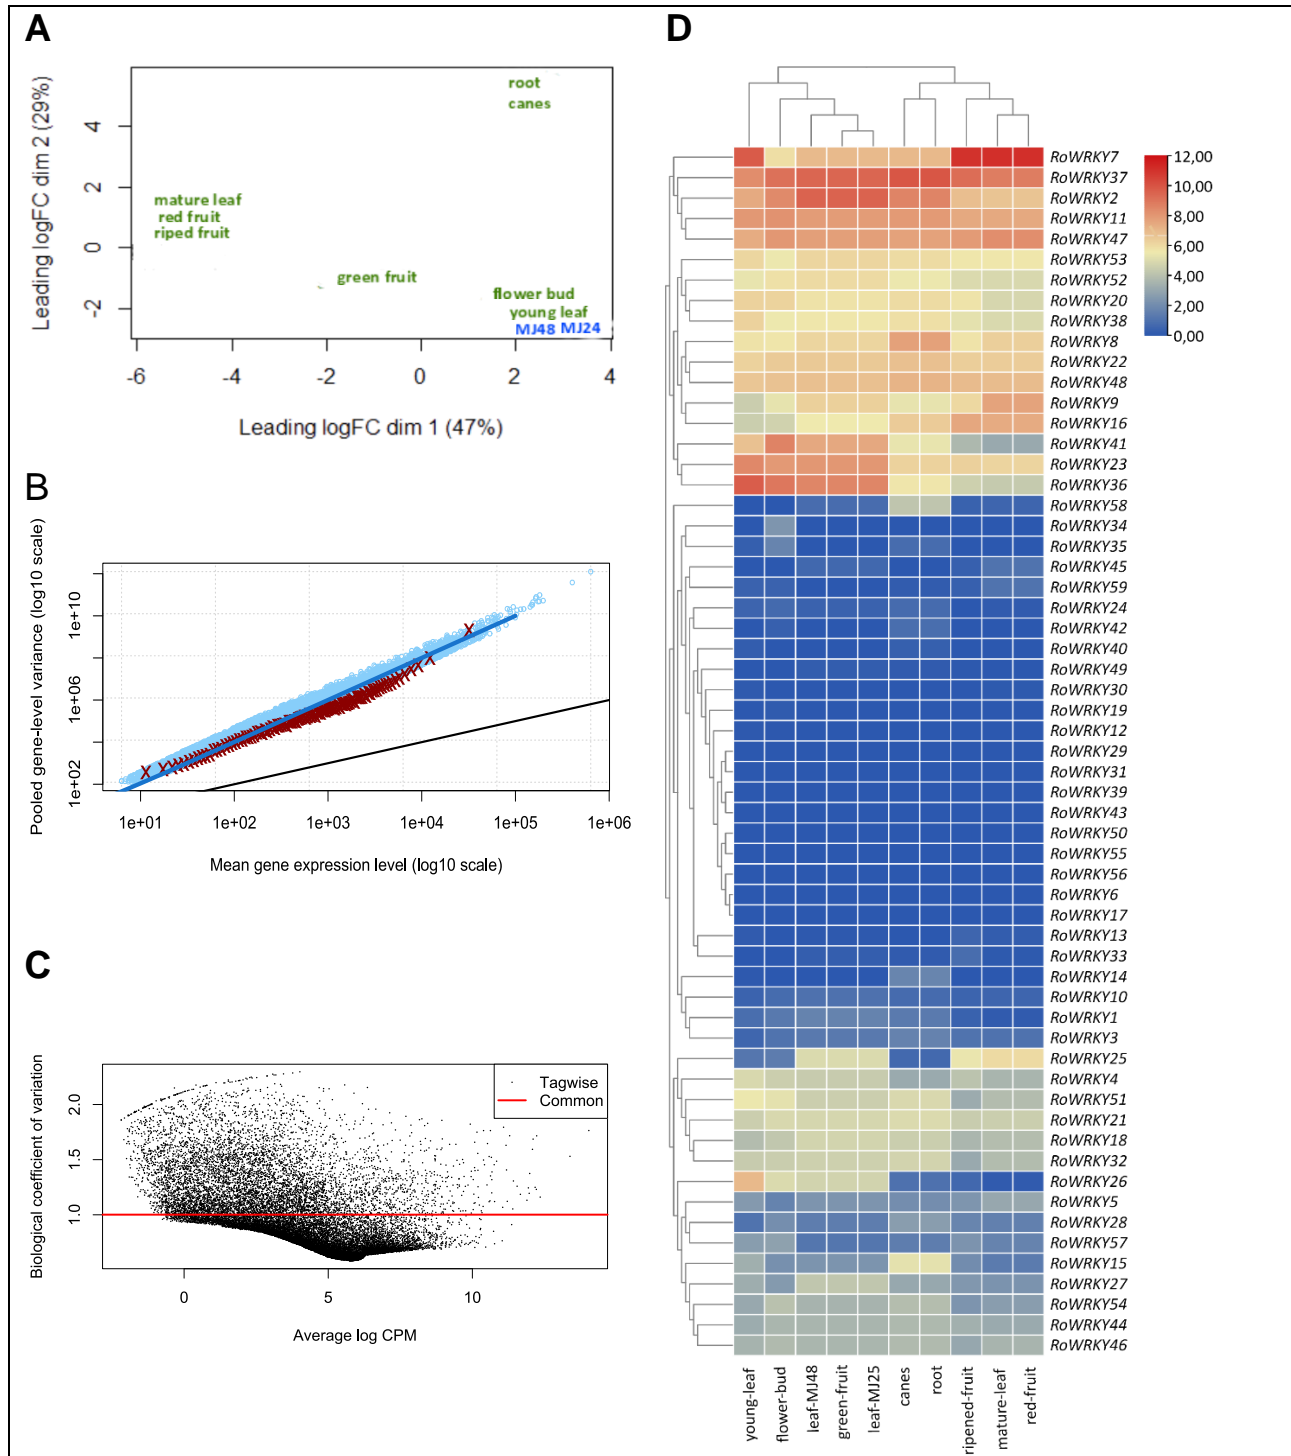 A
Leading logFC dim 2 (29%)
4
2
0
-2
root
canes
mature leaf
red fruit
riped fruit
green fruit
flower bud
young leaf
MJ48 MJ24
-6 -4 -2 0 2 4
Leading logFC dim 1 (47%)
B
Pooled gene-level variance (log10 scale)
1e+10
1e+06
1e+02
1e+01 1e+02 1e+03 1e+04 1e+05 1e+06
Mean gene expression level (log10 scale)
C
Biological coefficient of variation
2.0
1.5
1.0
Tagwise
Common
0 5 10
Average log CPM
D
12,00
10,00
8,00
6,00
4,00
2,00
0,00
RoWRKY7
RoWRKY37
RoWRKY2
RoWRKY11
RoWRKY47
RoWRKY53
RoWRKY52
RoWRKY20
RoWRKY38
RoWRKY8
RoWRKY22
RoWRKY48
RoWRKY9
RoWRKY16
RoWRKY41
RoWRKY23
RoWRKY36
RoWRKY58
RoWRKY34
RoWRKY35
RoWRKY45
RoWRKY59
RoWRKY24
RoWRKY42
RoWRKY40
RoWRKY49
RoWRKY30
RoWRKY19
RoWRKY12
RoWRKY29
RoWRKY31
RoWRKY39
RoWRKY43
RoWRKY50
RoWRKY55
RoWRKY56
RoWRKY6
RoWRKY17
RoWRKY13
RoWRKY33
RoWRKY14
RoWRKY10
RoWRKY1
RoWRKY3
RoWRKY25
RoWRKY4
RoWRKY51
RoWRKY21
RoWRKY18
RoWRKY32
RoWRKY26
RoWRKY5
RoWRKY28
RoWRKY57
RoWRKY15
RoWRKY27
RoWRKY54
RoWRKY44
RoWRKY46
young-leaf
flower-bud
leaf-MJ48
green-fruit
leaf-MJ25
canes
root
ripened-fruit
mature-leaf
red-fruit